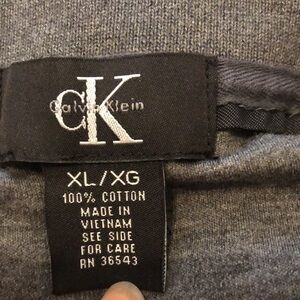 CK
Calvin Klein
XL/XG
100% COTTON
MADE IN
VIETNAM
SEE SIDE
FOR CARE
RN 36543